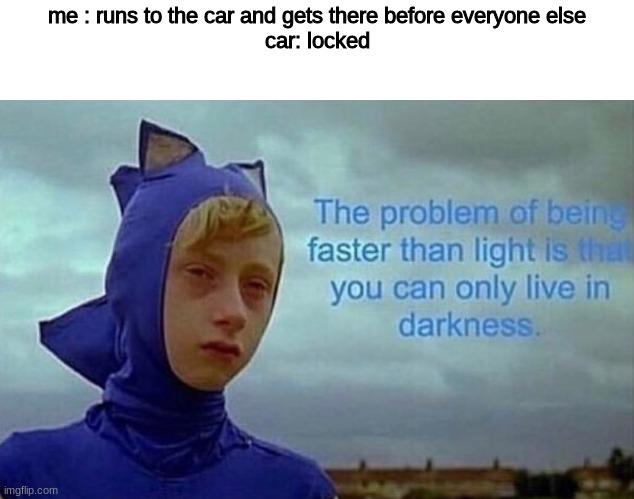 me : runs to the car and gets there before everyone else
car: locked
The problem of being
faster than light is that
you can only live in
darkness.
imgflip.com